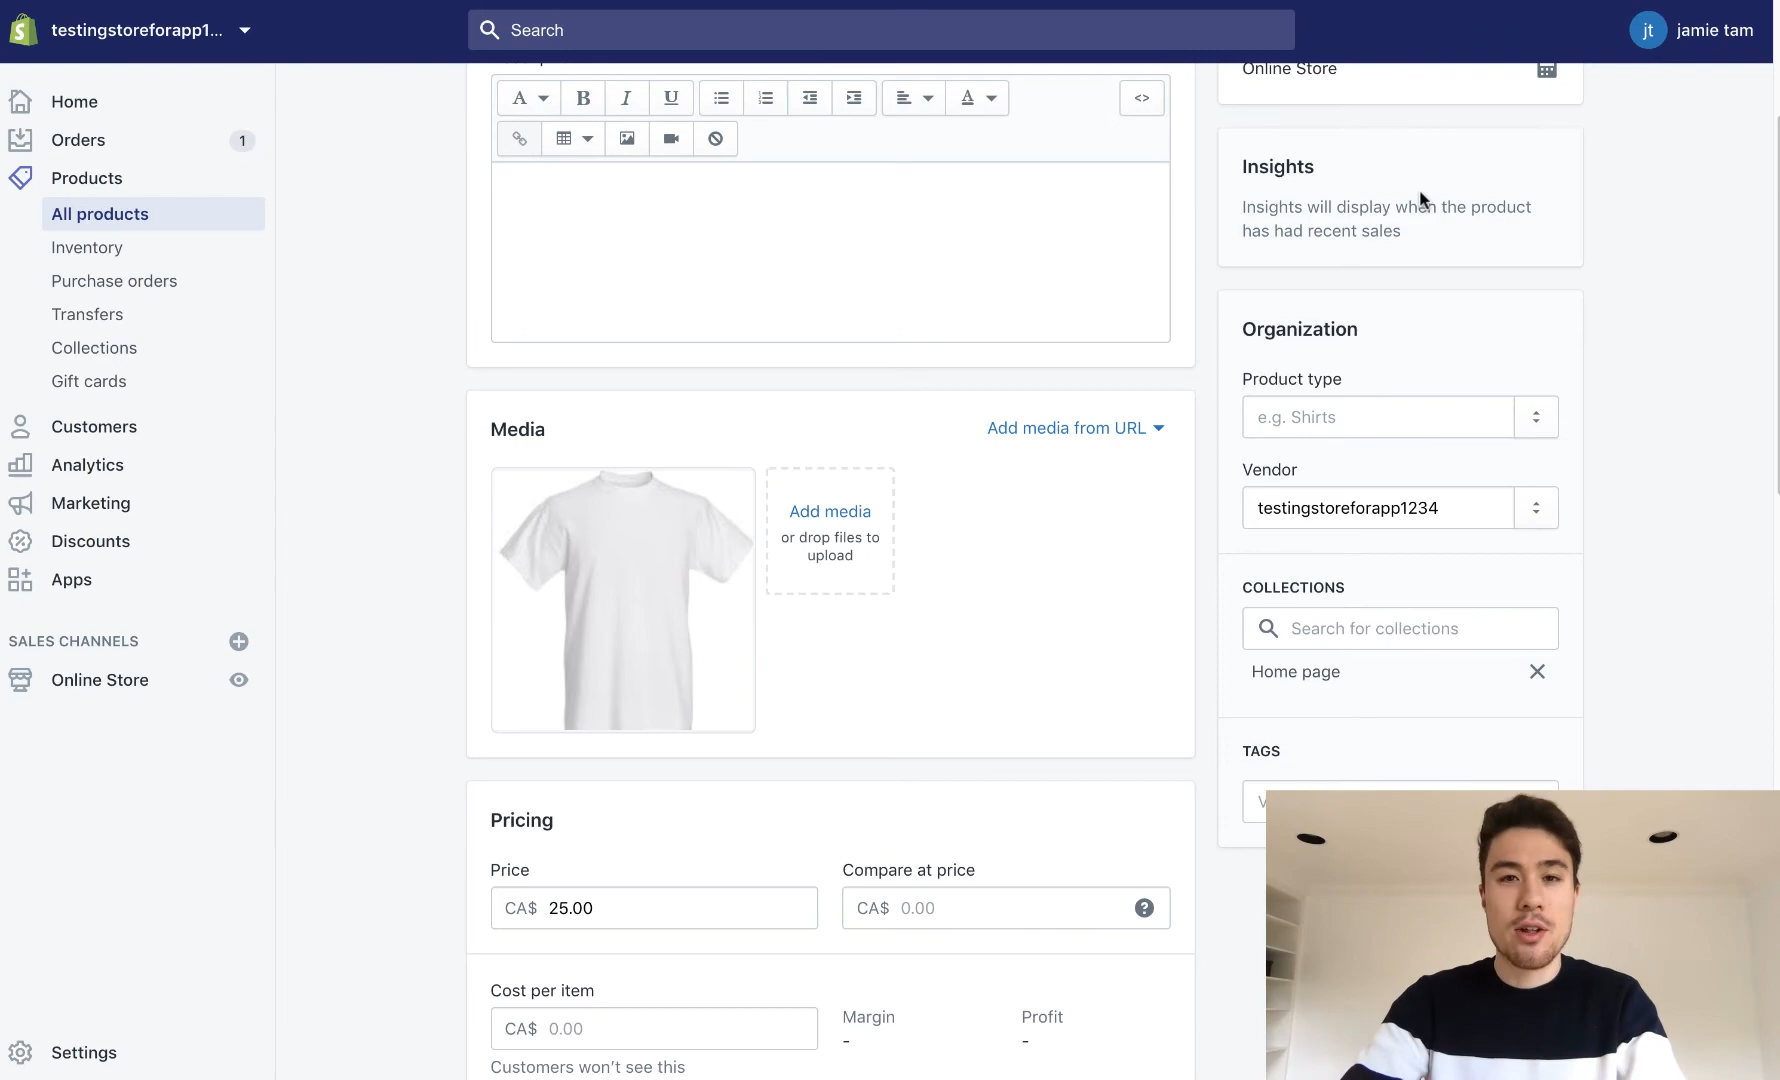 testingstoreforapp1...
Search
jt
jamie tam
Home
Orders
1
Products
All products
Inventory
Purchase orders
Transfers
Collections
Gift cards
Customers
Analytics
Marketing
Discounts
Apps
SALES CHANNELS
Online Store
Settings
A
B
I
U
A
<>
Media
Add media from URL
Add media
or drop files to
upload
Pricing
Price
Compare at price
CA$ 25.00
CA$ 0.00
?
Cost per item
CA$ 0.00
Margin
-
Profit
-
Customers won't see this
Online Store
Insights
Insights will display when the product
has had recent sales
Organization
Product type
e.g. Shirts
Vendor
testingstoreforapp1234
COLLECTIONS
Search for collections
Home page
TAGS